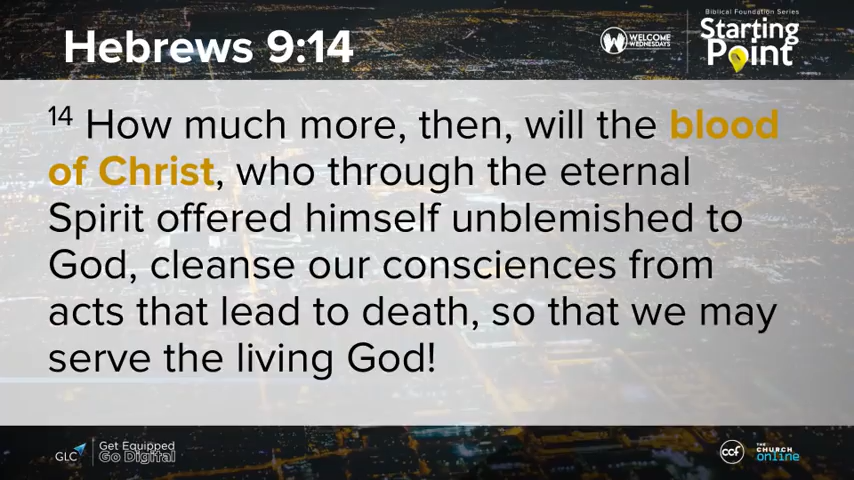 Hebrews 9:14
W WELCOME WEDNESDAYS
Biblical Foundation Series
Starting
Point
14 How much more, then, will the blood
of Christ, who through the eternal
Spirit offered himself unblemished to
God, cleanse our consciences from
acts that lead to death, so that we may
serve the living God!
GLC
Get Equipped
Go Digital
ccf
THE
CHURCH
online